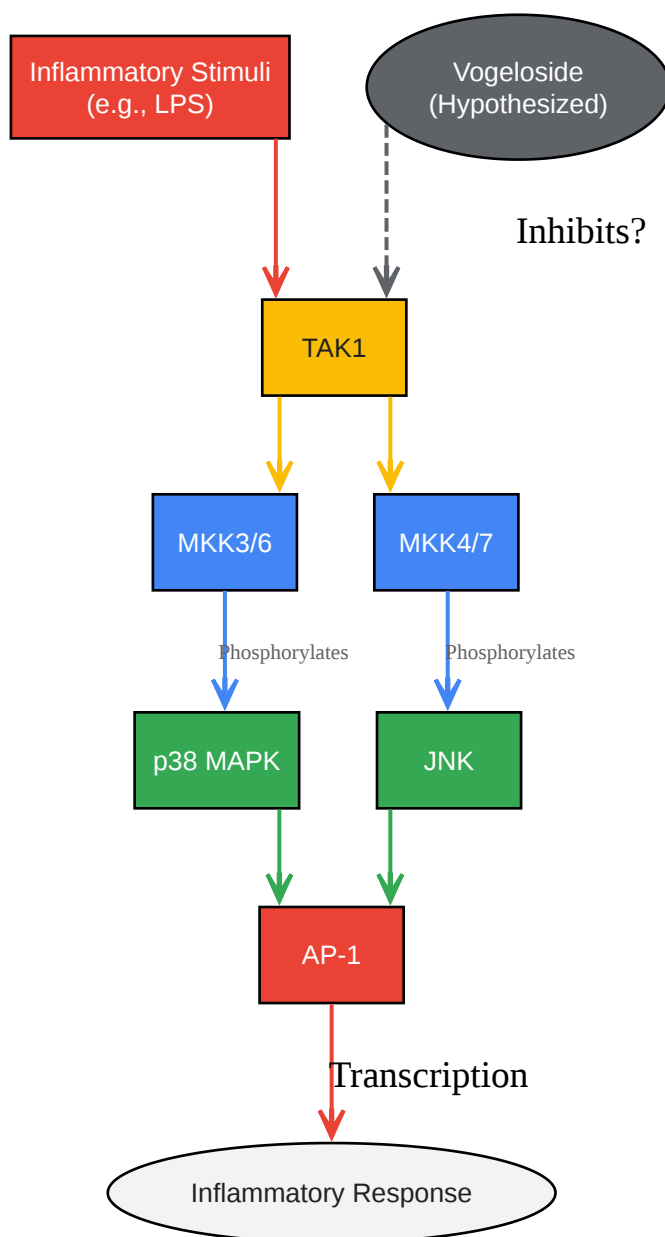 Inflammatory Stimuli
(e.g., LPS)
Vogeloside
(Hypothesized)
Inhibits?
TAK1
MKK3/6
MKK4/7
Phosphorylates
Phosphorylates
p38 MAPK
JNK
AP-1
Transcription
Inflammatory Response